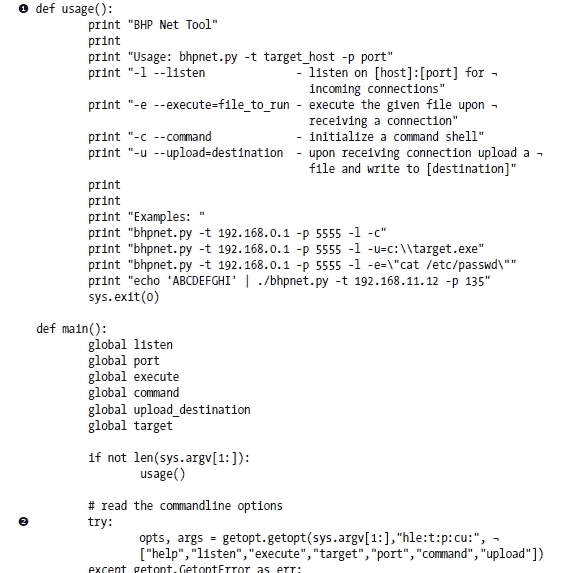 ❶ def usage():
print "BHP Net Tool"
print
print "Usage: bhpnet.py -t target_host -p port"
print "-l --listen - listen on [host]:[port] for ¬
incoming connections"
print "-e --execute=file_to_run - execute the given file upon ¬
receiving a connection"
print "-c --command - initialize a command shell"
print "-u --upload=destination - upon receiving connection upload a ¬
file and write to [destination]"
print
print
print "Examples: "
print "bhpnet.py -t 192.168.0.1 -p 5555 -l -c"
print "bhpnet.py -t 192.168.0.1 -p 5555 -l -u=c:\\target.exe"
print "bhpnet.py -t 192.168.0.1 -p 5555 -l -e=\"cat /etc/passwd\""
print "echo 'ABCDEFGHI' | ./bhpnet.py -t 192.168.11.12 -p 135"
sys.exit(0)
def main():
global listen
global port
global execute
global command
global upload_destination
global target
if not len(sys.argv[1:]):
usage()
# read the commandline options
❷ try:
opts, args = getopt.getopt(sys.argv[1:],"hle:t:p:cu:", ¬
["help","listen","execute","target","port","command","upload"])
except getopt.GetoptError as err: